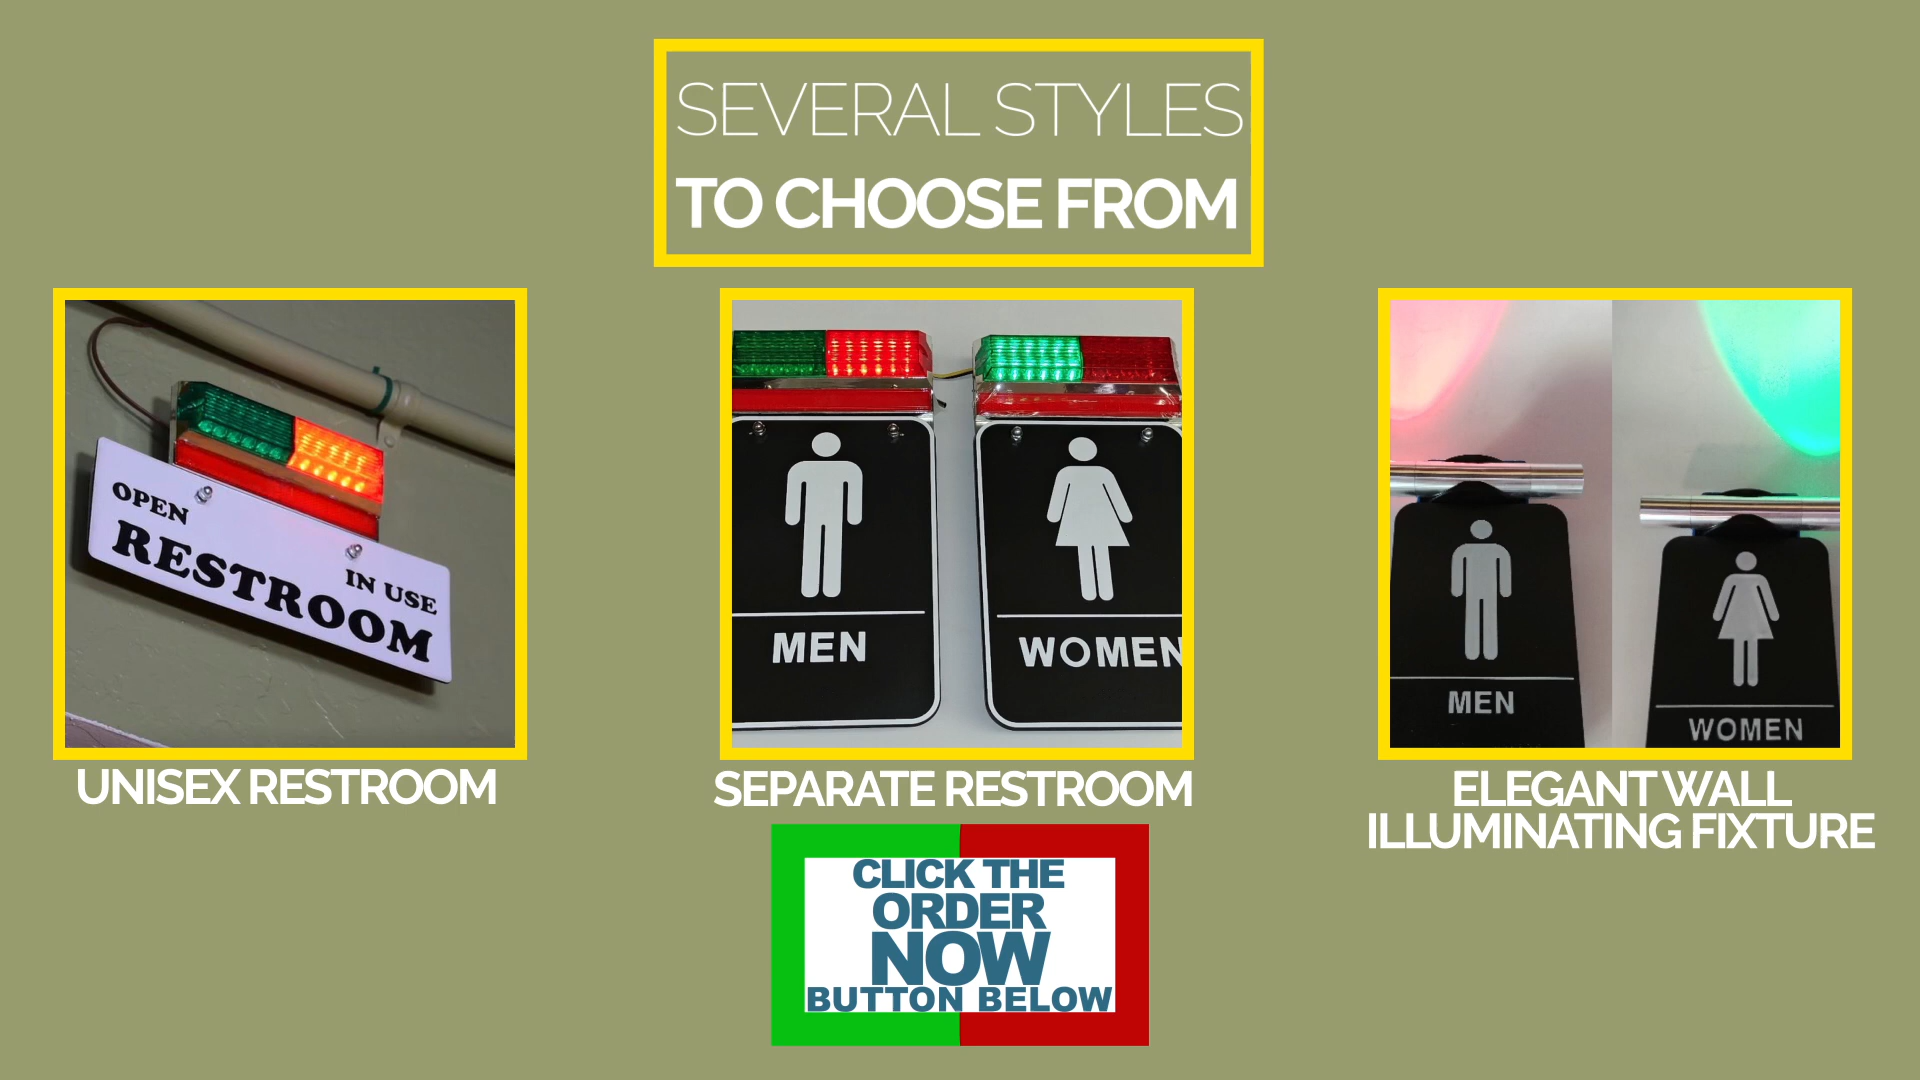 SEVERAL STYLES
TO CHOOSE FROM
OPEN
IN USE
RESTROOM
MEN
WOMEN
MEN
WOMEN
UNISEX RESTROOM
SEPARATE RESTROOM
ELEGANT WALL
ILLUMINATING FIXTURE
CLICK THE
ORDER
NOW
BUTTON BELOW